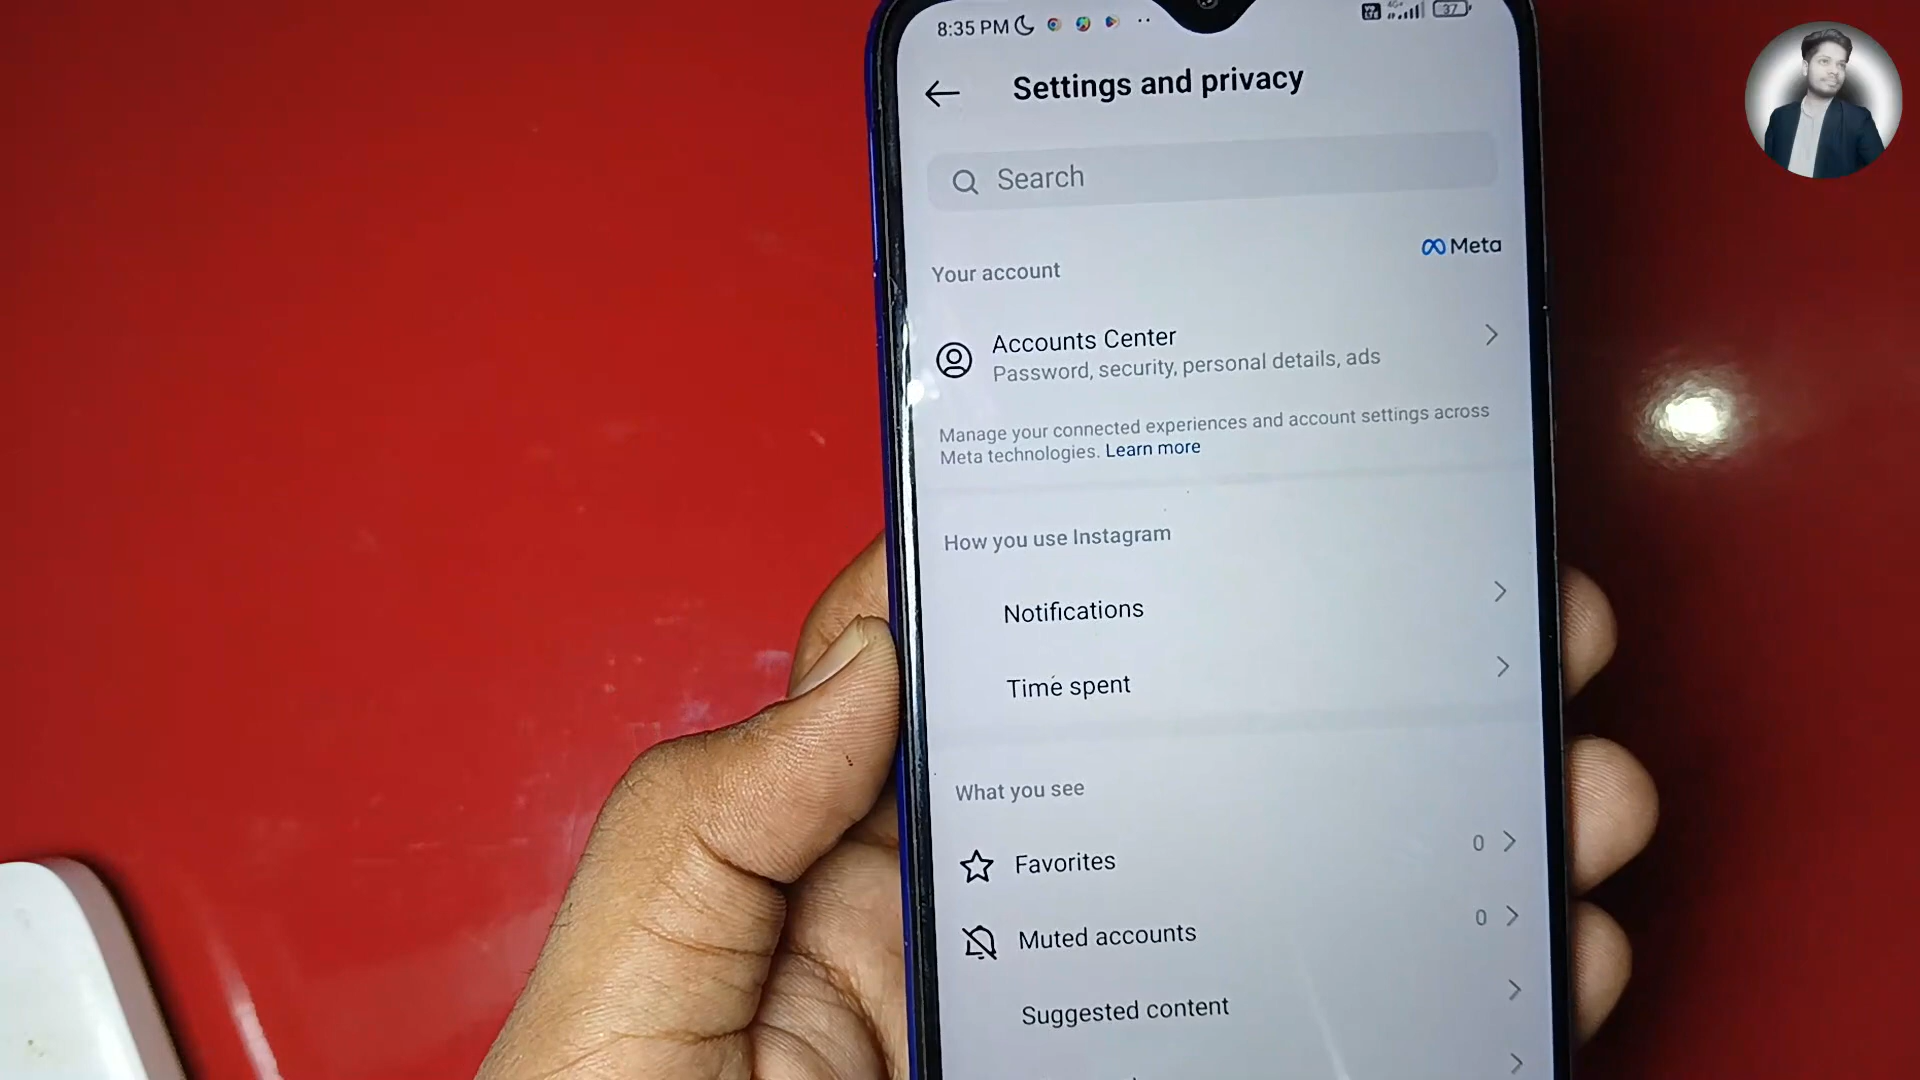 8:35 PM
4G+
37
Settings and privacy
Search
Meta
Your account
Accounts Center
Password, security, personal details, ads
Manage your connected experiences and account settings across
Meta technologies. Learn more
How you use Instagram
Notifications
Time spent
What you see
Favorites 0
Muted accounts 0
Suggested content